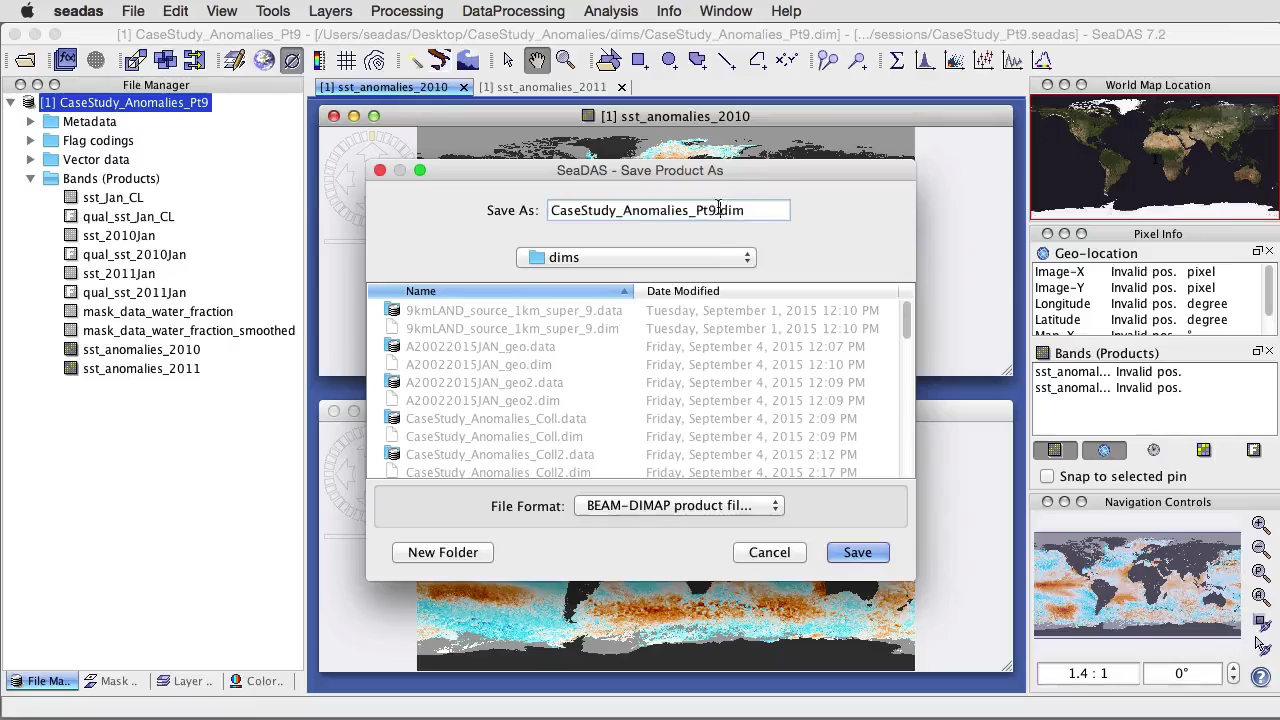 seadas File Edit View Tools Layers Processing DataProcessing Analysis Info Window Help
[1] CaseStudy_Anomalies_Pt9 - [/Users/seadas/Desktop/CaseStudy_Anomalies/dims/CaseStudy_Anomalies_Pt9.dim] - [.../sessions/CaseStudy_Pt9.seadas] - SeaDAS 7.2
File Manager
[1] CaseStudy_Anomalies_Pt9
Metadata
Flag codings
Vector data
Bands (Products)
sst_Jan_CL
qual_sst_Jan_CL
sst_2010Jan
qual_sst_2010Jan
sst_2011Jan
qual_sst_2011Jan
mask_data_water_fraction
mask_data_water_fraction_smoothed
sst_anomalies_2010
sst_anomalies_2011
File Ma...
Mask ..
Layer ..
Color..
[1] sst_anomalies_2010
[1] sst_anomalies_2011
[1] sst_anomalies_2010
SeaDAS - Save Product As
Save As: CaseStudy_Anomalies_Pt9.dim
dims
Name Date Modified
9kmLAND_source_1km_super_9.data Tuesday, September 1, 2015 12:10 PM
9kmLAND_source_1km_super_9.dim Tuesday, September 1, 2015 12:10 PM
A20022015JAN_geo.data Friday, September 4, 2015 12:07 PM
A20022015JAN_geo.dim Friday, September 4, 2015 12:10 PM
A20022015JAN_geo2.data Friday, September 4, 2015 12:09 PM
A20022015JAN_geo2.dim Friday, September 4, 2015 12:09 PM
CaseStudy_Anomalies_Coll.data Friday, September 4, 2015 2:09 PM
CaseStudy_Anomalies_Coll.dim Friday, September 4, 2015 2:09 PM
CaseStudy_Anomalies_Coll2.data Friday, September 4, 2015 2:12 PM
CaseStudy_Anomalies_Coll2.dim Friday, September 4, 2015 2:17 PM
File Format: BEAM-DIMAP product fil...
New Folder Cancel Save
World Map Location
1
Pixel Info
Geo-location
Image-X Invalid pos. pixel
Image-Y Invalid pos. pixel
Longitude Invalid pos. degree
Latitude Invalid pos. degree
Map-X Invalid pos. °
Bands (Products)
sst_anomal... Invalid pos.
sst_anomal... Invalid pos.
Snap to selected pin
Navigation Controls
1.4 : 1 0°